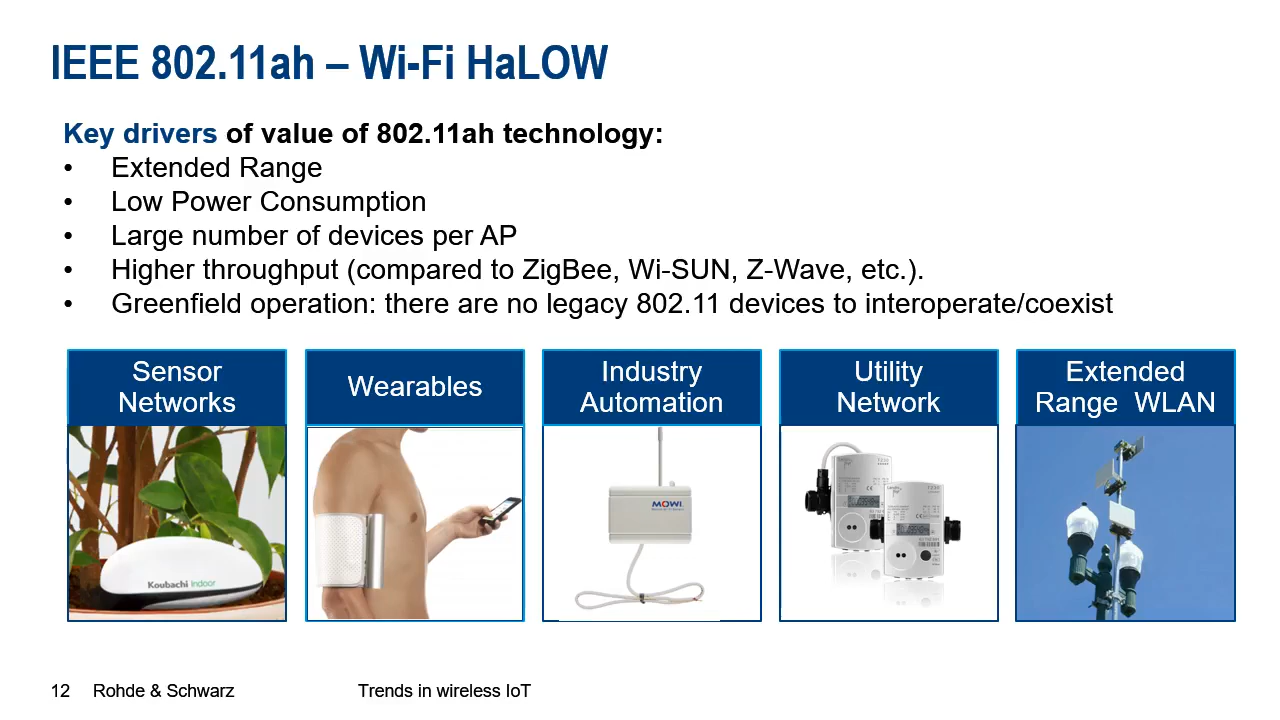 IEEE 802.11ah – Wi-Fi HaLOW
Key drivers of value of 802.11ah technology:
• Extended Range
• Low Power Consumption
• Large number of devices per AP
• Higher throughput (compared to ZigBee, Wi-SUN, Z-Wave, etc.).
• Greenfield operation: there are no legacy 802.11 devices to interoperate/coexist
Sensor
Networks
Wearables
Industry
Automation
Utility
Network
Extended
Range WLAN
Koubachi Indoor
MOWI
12 Rohde & Schwarz Trends in wireless IoT